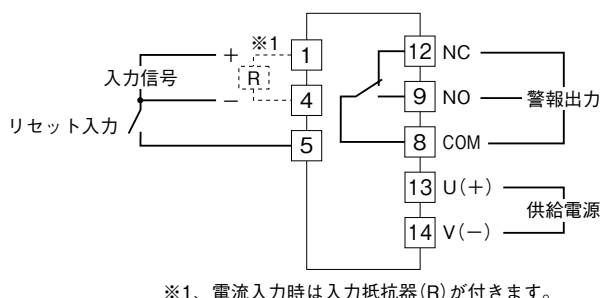 ※1
+
入力信号
R
−
リセット入力
1
4
5
12 NC
9 NO
警報出力
8 COM
13 U(+)
供給電源
14 V(−)
※1、電流入力時は入力抵抗器(R)が付きます。